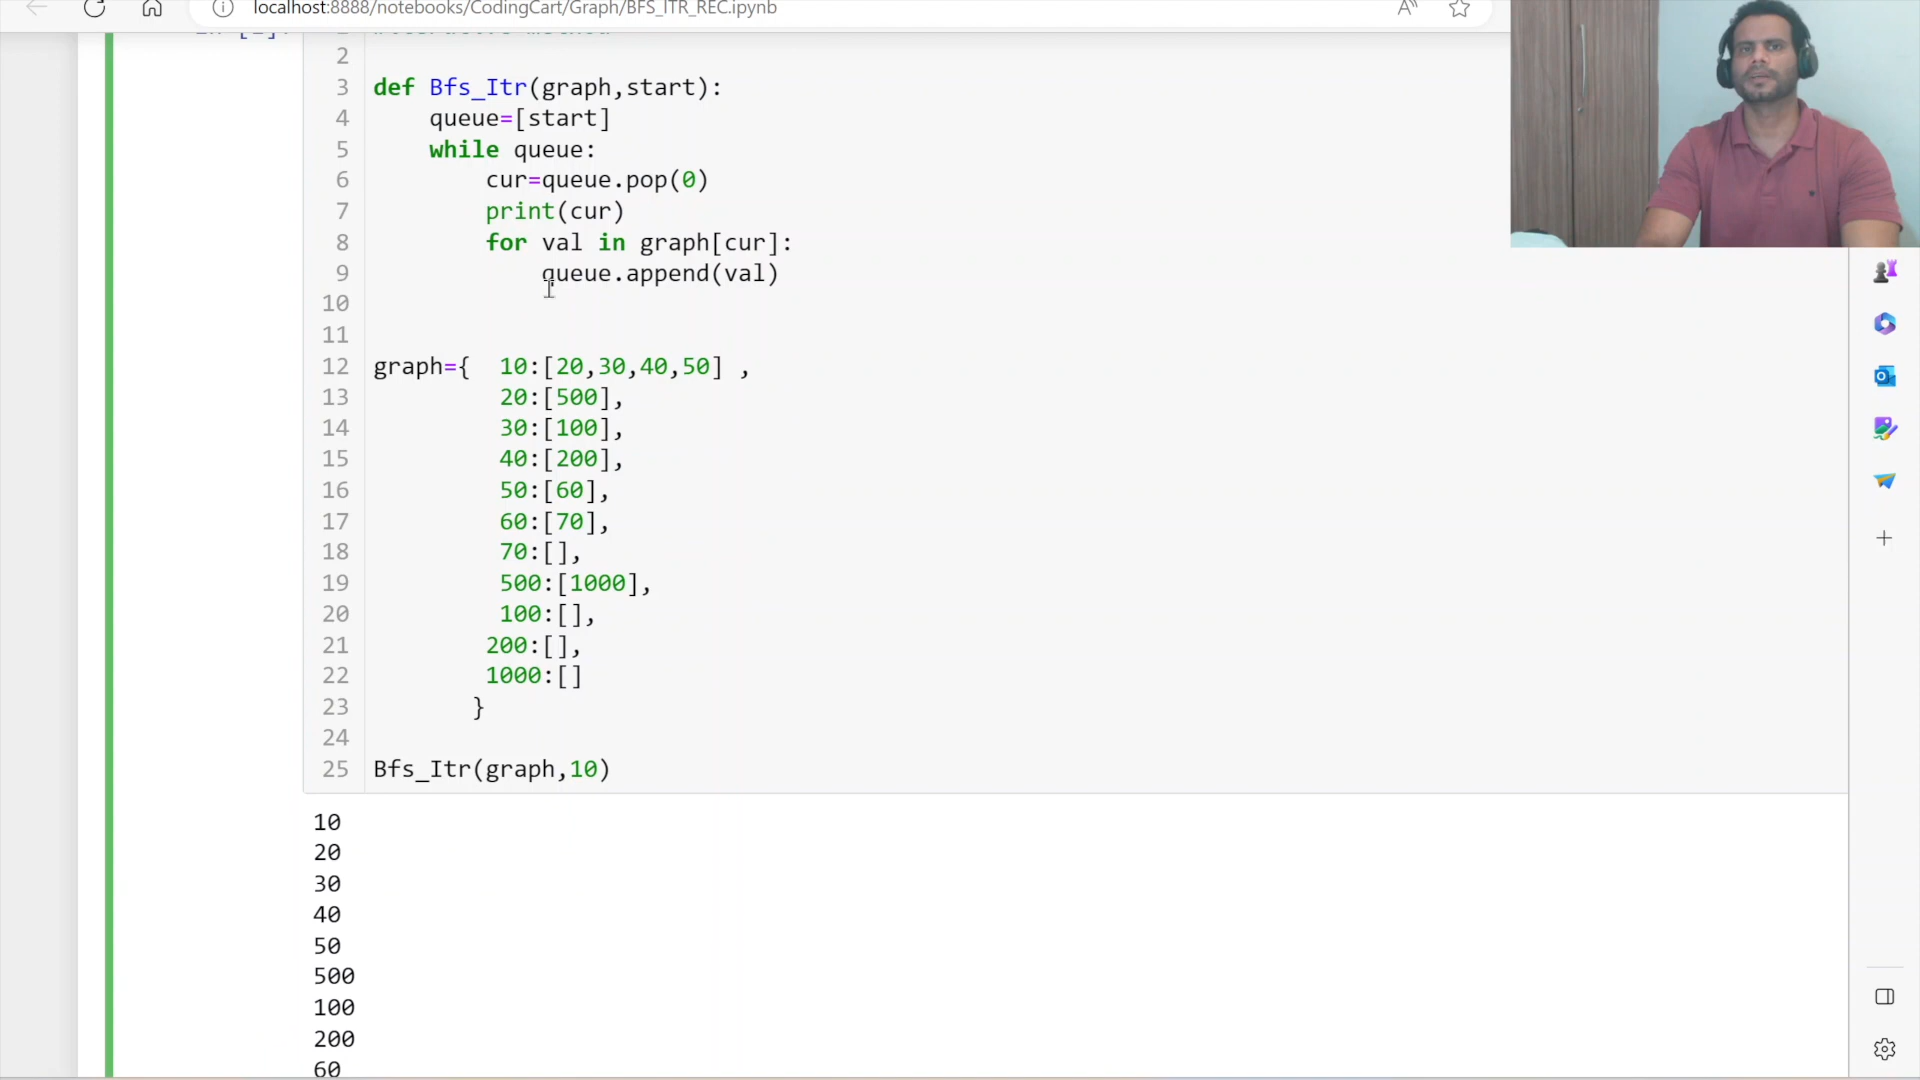 localhost:8888/notebooks/CodingCart/Graph/BFS_ITR_REC.ipynb
2
3 def Bfs_Itr(graph,start):
4 queue=[start]
5 while queue:
6 cur=queue.pop(0)
7 print(cur)
8 for val in graph[cur]:
9 queue.append(val)
10
11
12 graph={ 10:[20,30,40,50] ,
13 20:[500],
14 30:[100],
15 40:[200],
16 50:[60],
17 60:[70],
18 70:[],
19 500:[1000],
20 100:[],
21 200:[],
22 1000:[]
23 }
24
25 Bfs_Itr(graph,10)
10
20
30
40
50
500
100
200
60